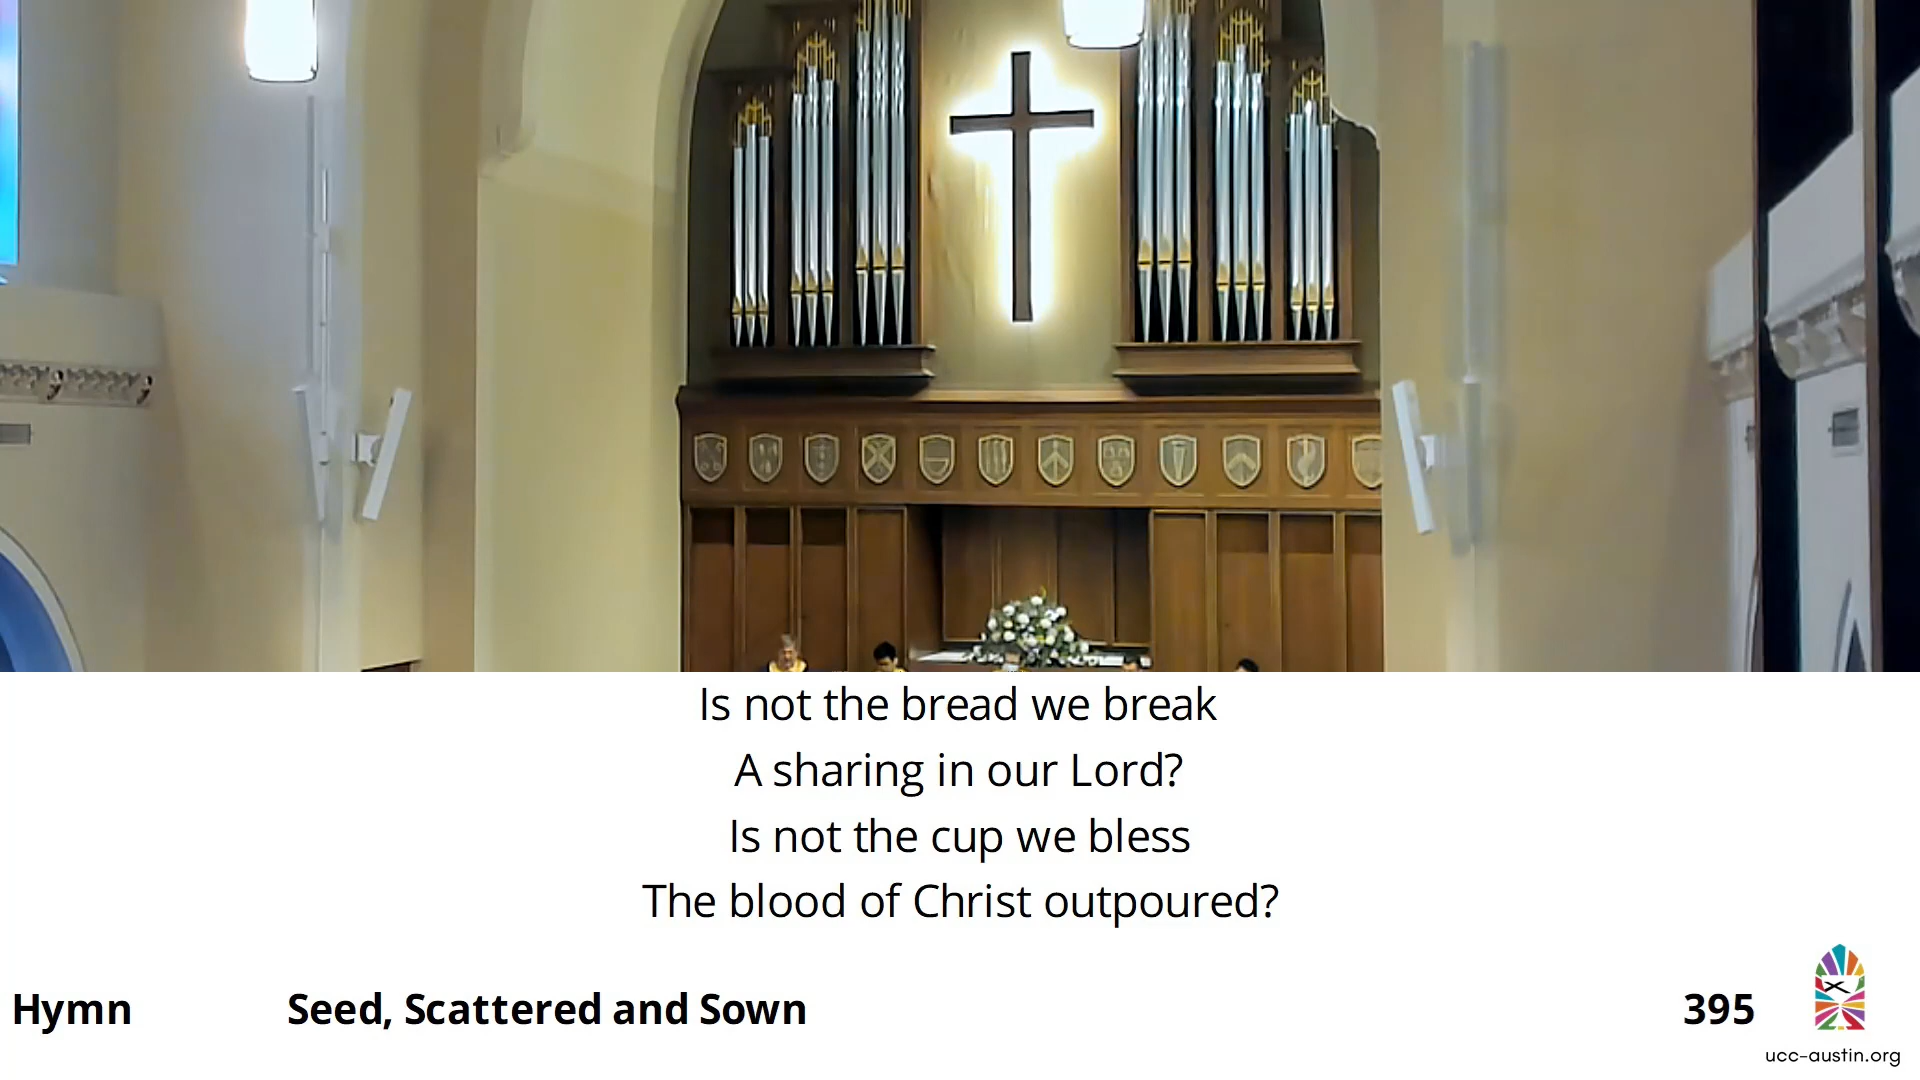 Is not the bread we break
A sharing in our Lord?
Is not the cup we bless
The blood of Christ outpoured?
Hymn Seed, Scattered and Sown 395
ucc-austin.org